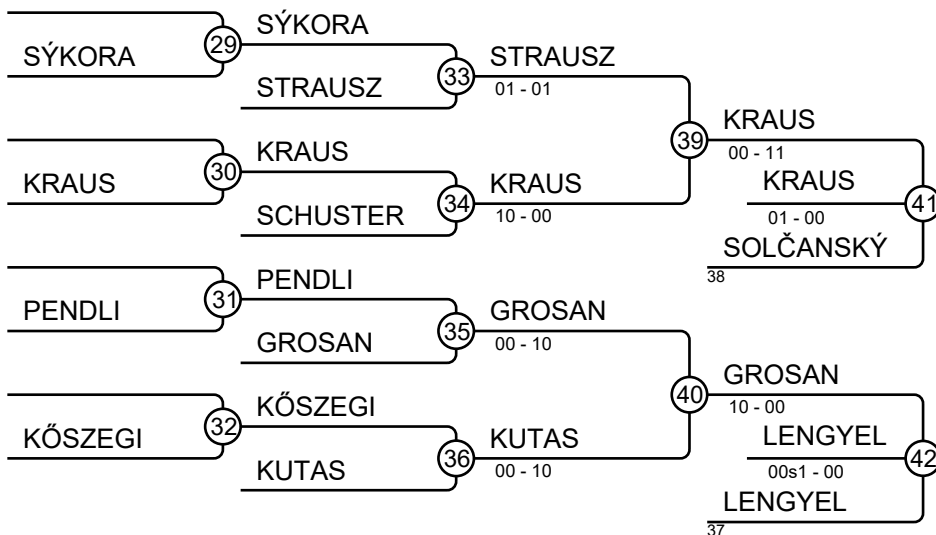 SÝKORA
29
SÝKORA
STRAUSZ
33
STRAUSZ
01 - 01
KRAUS
30
KRAUS
SCHUSTER
34
KRAUS
10 - 00
39
KRAUS
00 - 11
KRAUS
01 - 00
41
SOLČANSKÝ
38
PENDLI
31
PENDLI
GROSAN
35
GROSAN
00 - 10
KŐSZEGI
32
KŐSZEGI
KUTAS
36
KUTAS
00 - 10
40
GROSAN
10 - 00
LENGYEL
00s1 - 00
42
LENGYEL
37